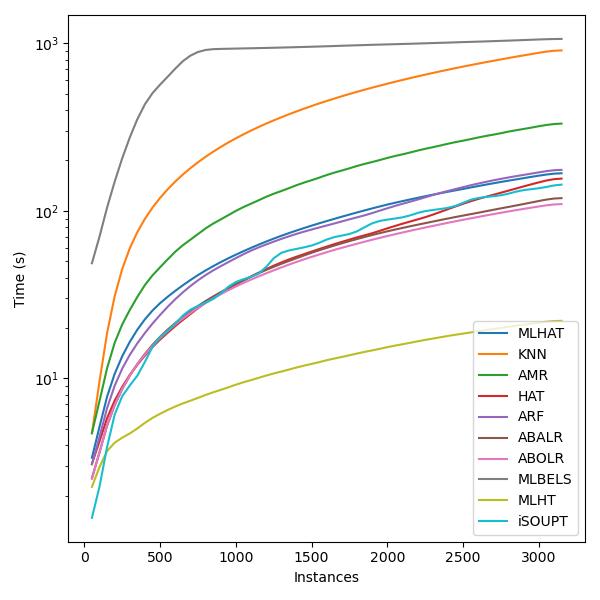 10³
10²
10¹
Time (s)
0
500
1000
1500
2000
2500
3000
Instances
MLHAT
KNN
AMR
HAT
ARF
ABALR
ABOLR
MLBELS
MLHT
iSOUPT